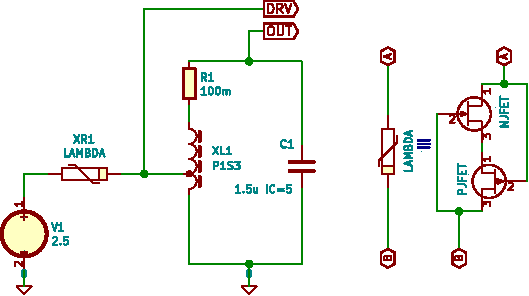 DRV
OUT
R1
100m
XR1
LAMBDA
XL1
P1S3
C1
1.5u IC=5
V1
2.5
1
2
A
B
LAMBDA
A
B
NJFET
1
2
3
PJFET
1
2
3